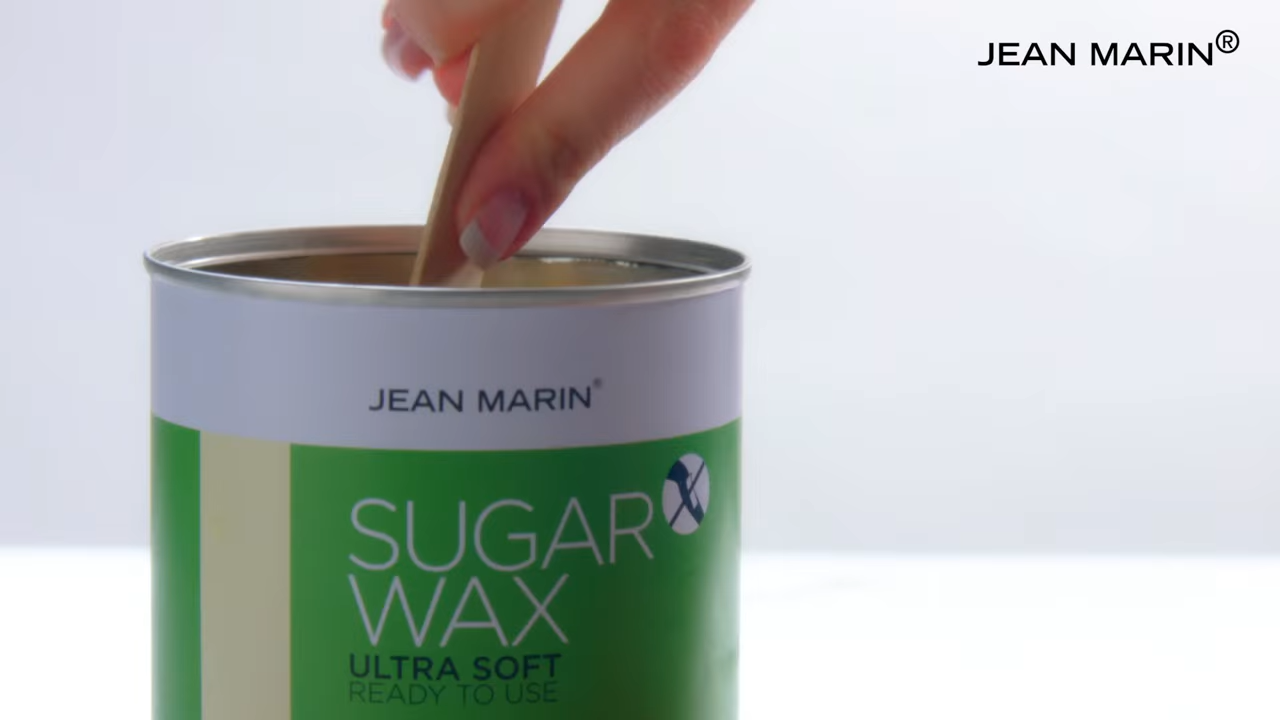 JEAN MARIN®
JEAN MARIN®
SUGAR
WAX
ULTRA SOFT
READY TO USE